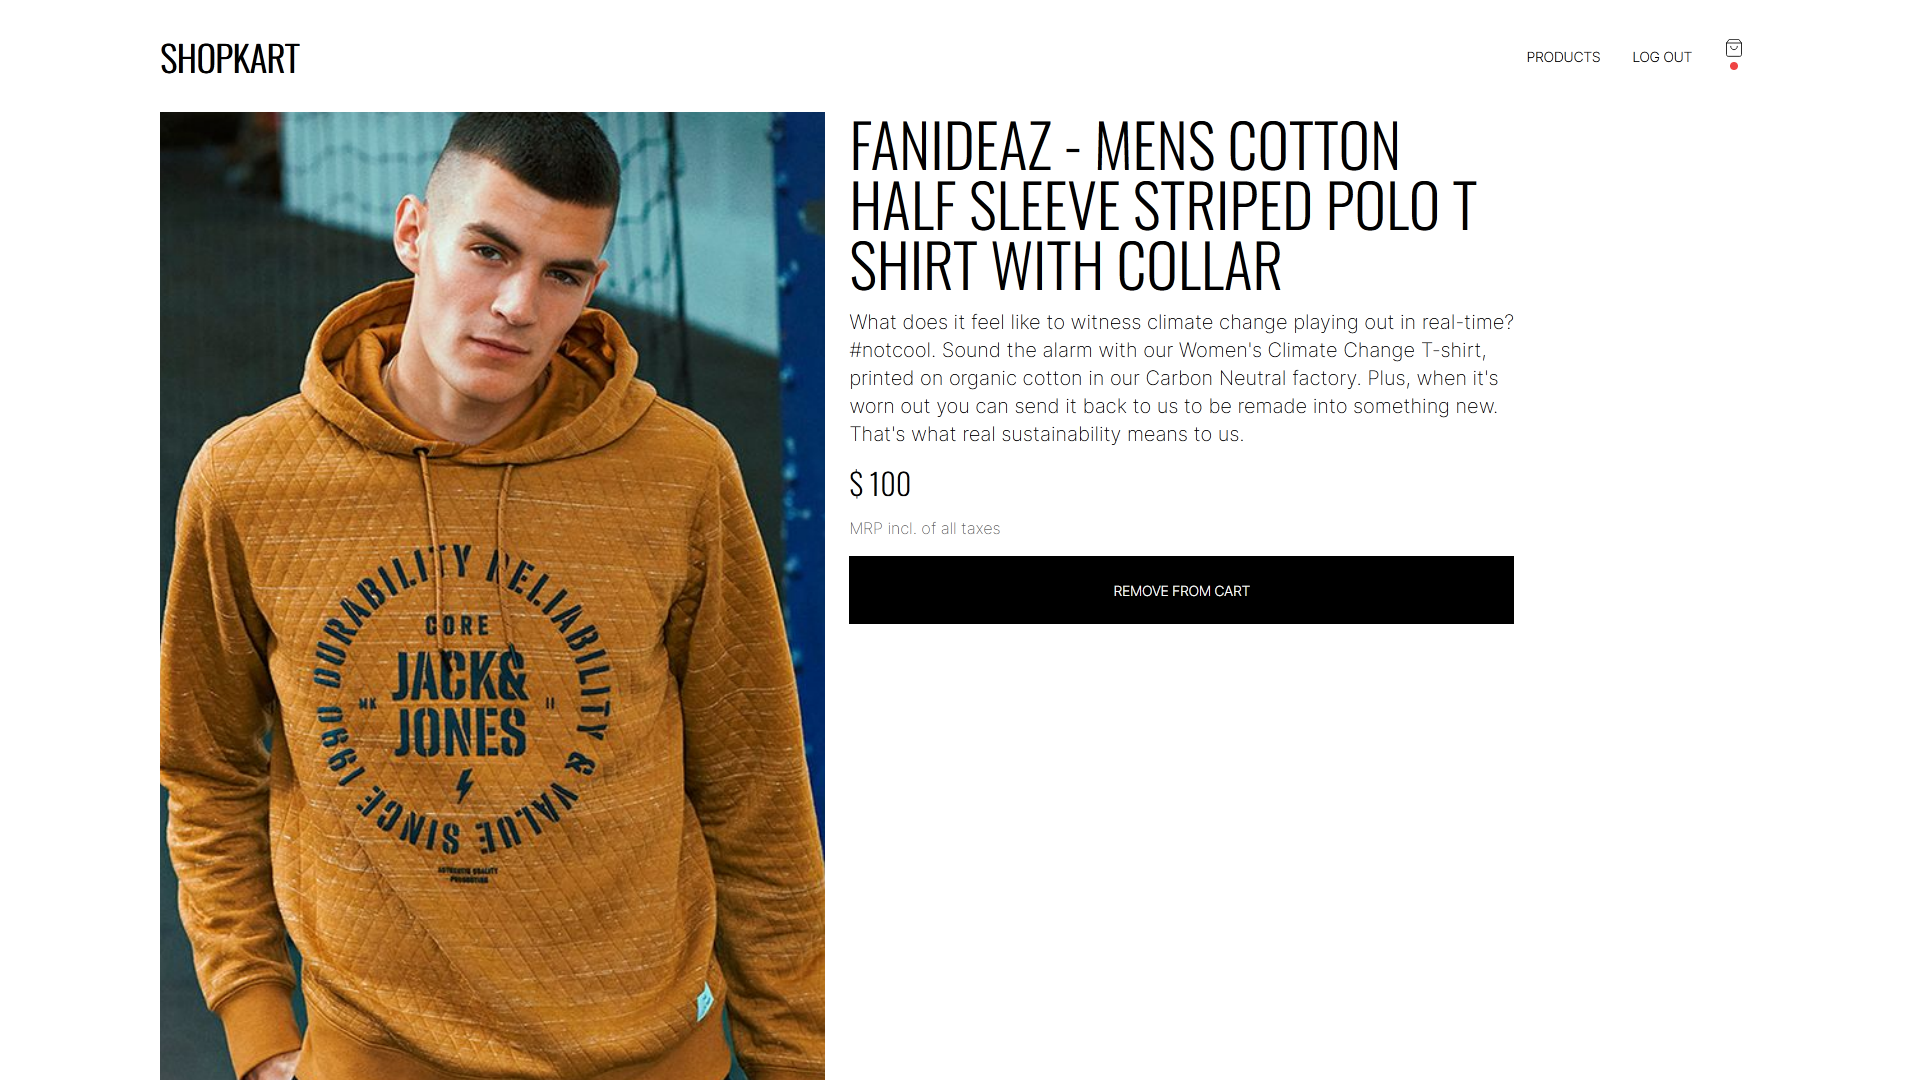 SHOPKART
PRODUCTS
LOG OUT
DURABILITY RELIABILITY & VALUE SINCE 1990
CORE
JACK&
MK
II
JONES
AUTHENTIC QUALITY
PRODUCTION
FANIDEAZ - MENS COTTON
HALF SLEEVE STRIPED POLO T
SHIRT WITH COLLAR
What does it feel like to witness climate change playing out in real-time?
#notcool. Sound the alarm with our Women's Climate Change T-shirt,
printed on organic cotton in our Carbon Neutral factory. Plus, when it's
worn out you can send it back to us to be remade into something new.
That's what real sustainability means to us.
$ 100
MRP incl. of all taxes
REMOVE FROM CART